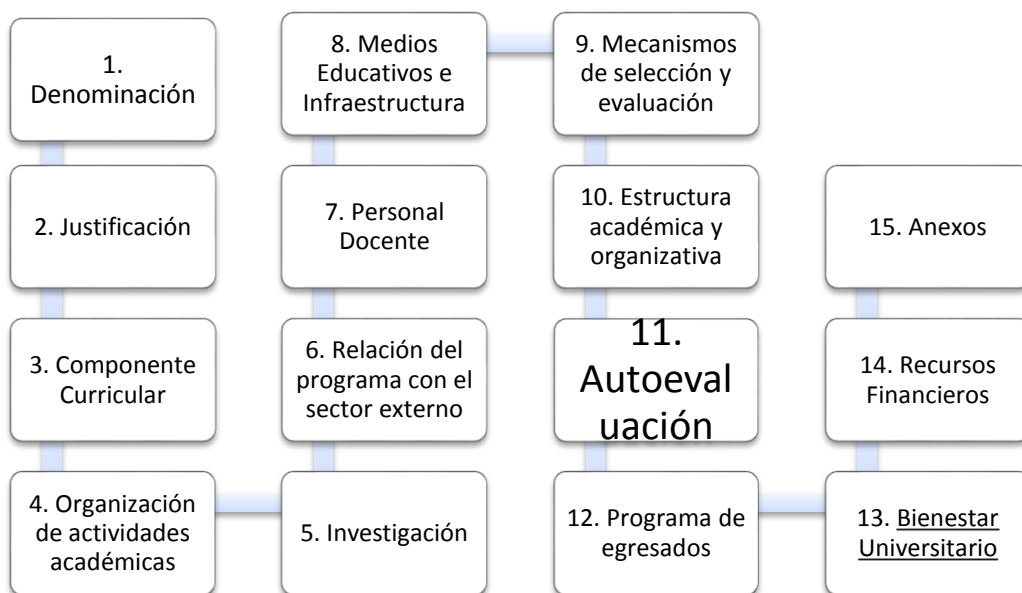 1.
Denominación
2. Justificación
3. Componente
Curricular
4. Organización
de actividades
académicas
5. Investigación
6. Relación del
programa con el
sector externo
7. Personal
Docente
8. Medios
Educativos e
Infraestructura
9. Mecanismos
de selección y
evaluación
10. Estructura
académica y
organizativa
11.
Autoeval
uación
12. Programa de
egresados
13. Bienestar
Universitario
14. Recursos
Financieros
15. Anexos